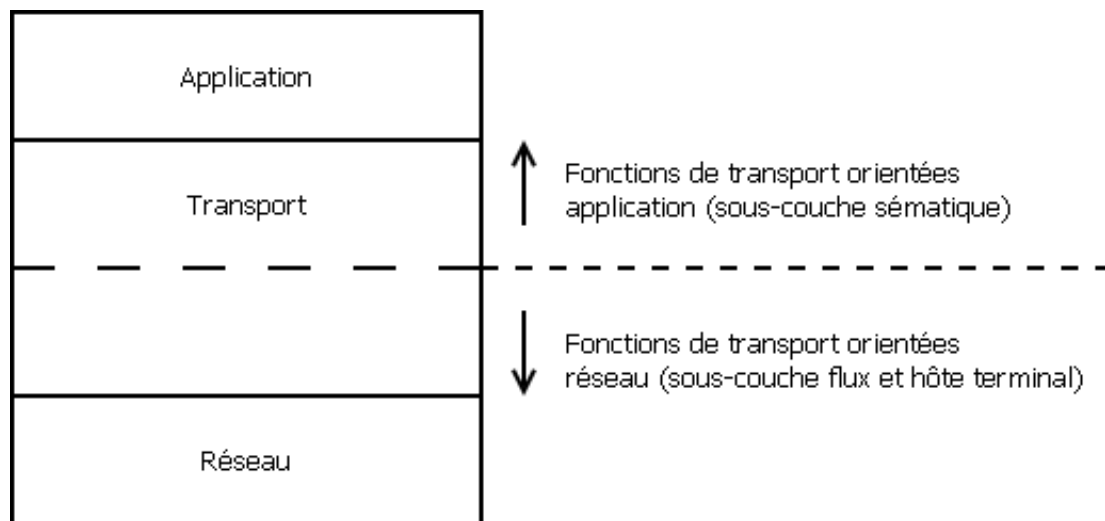 Application
Transport
Fonctions de transport orientées
application (sous-couche sématique)
Fonctions de transport orientées
réseau (sous-couche flux et hôte terminal)
Réseau